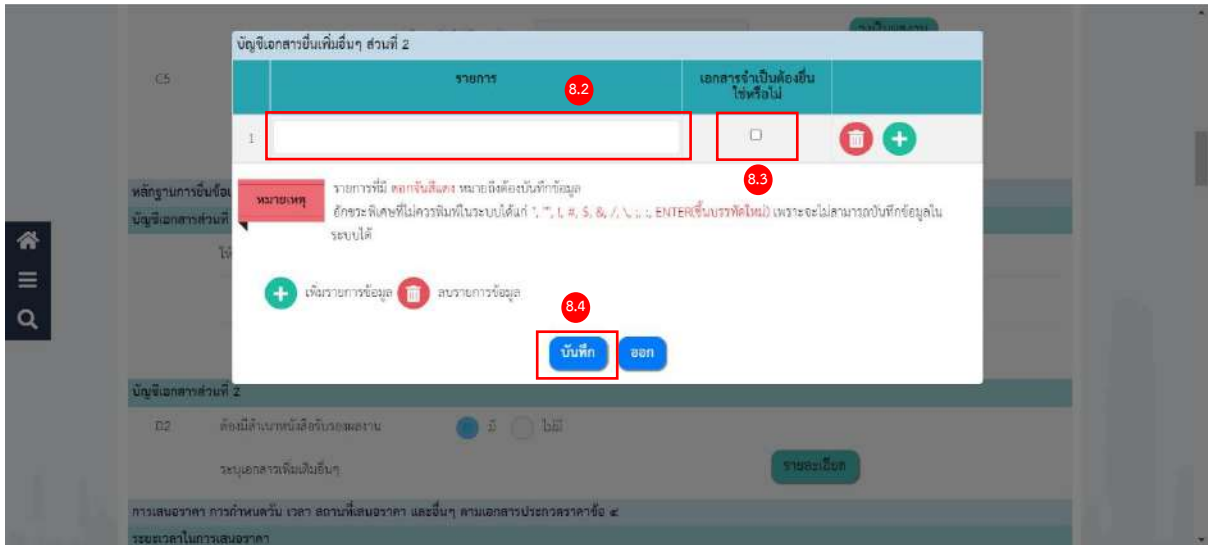 บัญชีเอกสารยื่นเพิ่มอื่นๆ ส่วนที่ 2
C5
รายการ
8.2
เอกสารจำเป็นต้องยื่น
ใช่หรือไม่
1
8.3
หลักฐานการยื่นข้อ
หมายเหตุ
รายการที่มี ดอกจันสีแดง หมายถึงต้องบันทึกข้อมูล
บัญชีเอกสารส่วนที่
อักขระพิเศษที่ไม่ควรพิมพ์ในระบบได้แก่ ENTER(ขึ้นบรรทัดใหม่) เพราะจะไม่สามารถบันทึกข้อมูลใน
ระบบได้
เพิ่มรายการข้อมูล
ลบรายการข้อมูล
8.4
บันทึก ออก
บัญชีเอกสารส่วนที่ 2
D2 ต้องมีสำเนาหนังสือรับรองผลงาน มี ไม่มี
ระบุเอกสารเพิ่มเติมอื่นๆ รายละเอียด
การเสนอราคา การกำหนดวัน เวลา สถานที่เสนอราคา และอื่นๆ ตามเอกสารประกวดราคาข้อ ๔
ระยะเวลาในการเสนอราคา